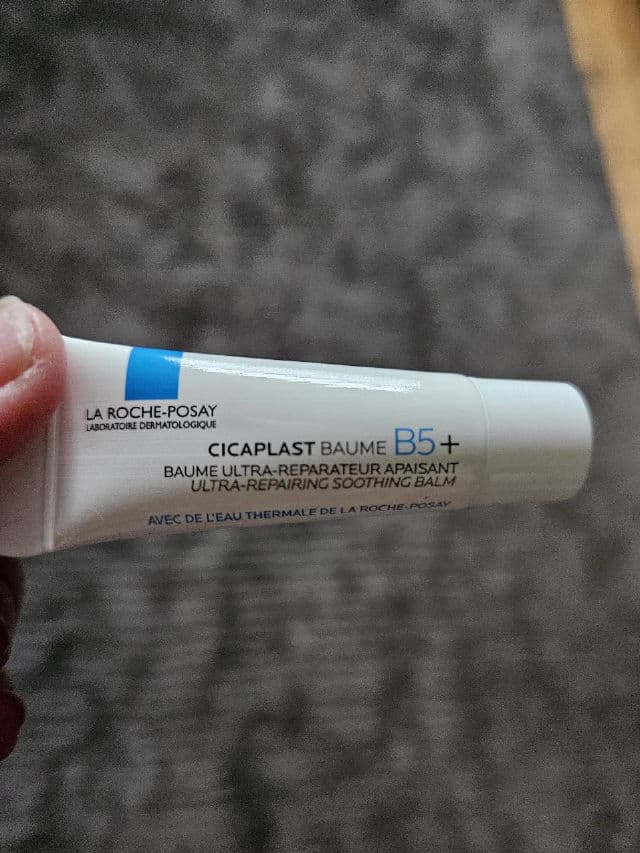 LA ROCHE-POSAY
LABORATOIRE DERMATOLOGIQUE
CICAPLAST BAUME B5+
BAUME ULTRA-REPARATEUR APAISANT
ULTRA-REPAIRING SOOTHING BALM
AVEC DE L'EAU THERMALE DE LA ROCHE-POSAY